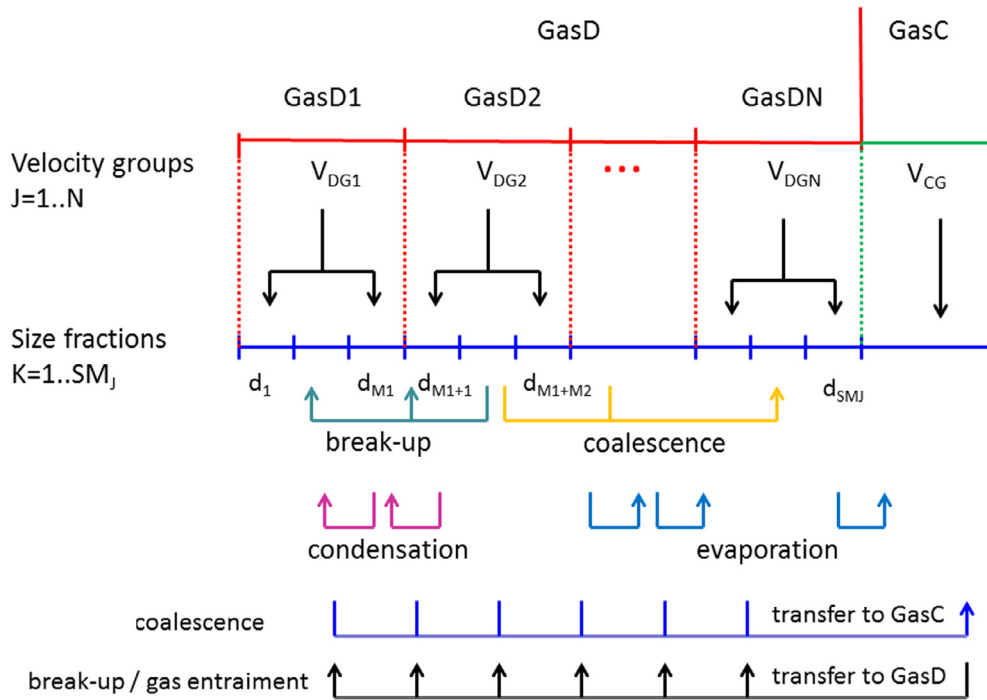 GasD GasC
GasD1 GasD2 GasDN
Velocity groups
J=1..N
V_DG1 V_DG2 ... V_DGN V_CG
Size fractions
K=1..SM_J
d_1 d_M1 d_M1+1 d_M1+M2 d_SMJ
break-up coalescence
condensation evaporation
coalescence transfer to GasC
break-up / gas entraiment transfer to GasD